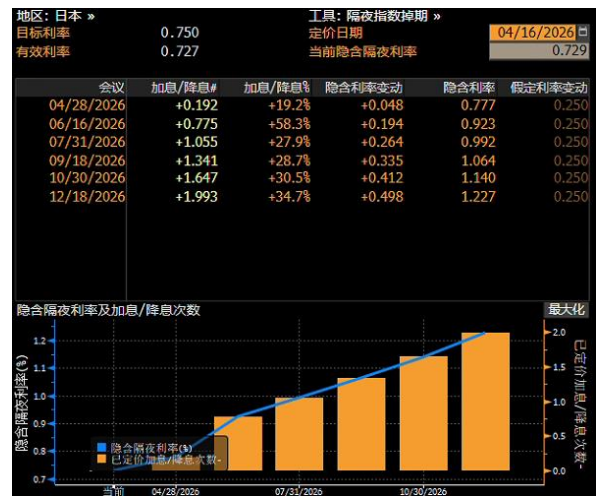 地区: 日本 » 工具: 隔夜指数掉期 »
目标利率 0.750 定价日期 04/16/2026
有效利率 0.727 当前隐含隔夜利率 0.729
会议 加息/降息# 加息/降息% 隐含利率变动 隐含利率 假定利率变动
04/28/2026 +0.192 +19.2% +0.048 0.777 0.250
06/16/2026 +0.775 +58.3% +0.194 0.923 0.250
07/31/2026 +1.055 +27.9% +0.264 0.992 0.250
09/18/2026 +1.341 +28.7% +0.335 1.064 0.250
10/30/2026 +1.647 +30.5% +0.412 1.140 0.250
12/18/2026 +1.993 +34.7% +0.498 1.227 0.250
隐含隔夜利率及加息/降息次数 最大化
隐含隔夜利率(%)
1.2
1.1
1.0
0.9
0.8
0.7
已定价加息/降息次数-
2.0
1.5
1.0
0.5
0.0
隐含隔夜利率(%)
已定价加息/降息次数-
当前 04/28/2026 07/31/2026 10/30/2026